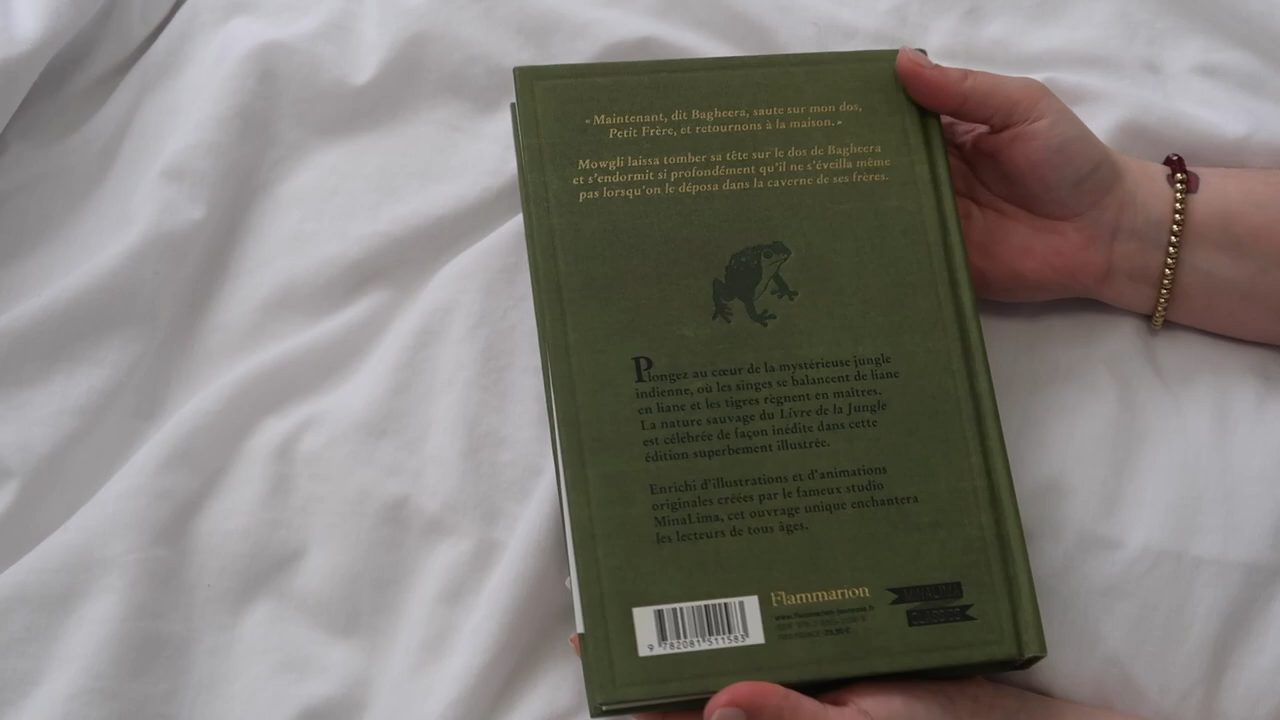 « Maintenant, dit Bagheera, saute sur mon dos,
Petit Frère, et retournons à la maison. »
Mowgli laissa tomber sa tête sur le dos de Bagheera
et s'endormit si profondément qu'il ne s'éveilla même
pas lorsqu'on le déposa dans la caverne de ses frères.
Plongez au cœur de la mystérieuse jungle
indienne, où les singes se balancent de liane
en liane et les tigres règnent en maîtres.
La nature sauvage du Livre de la Jungle
est célébrée de façon inédite dans cette
édition superbement illustrée.
Enrichi d'illustrations et d'animations
originales créées par le fameux studio
MinaLima, cet ouvrage unique enchantera
les lecteurs de tous âges.
Flammarion
MINALIMA
CLASSICS
9 782081 511583